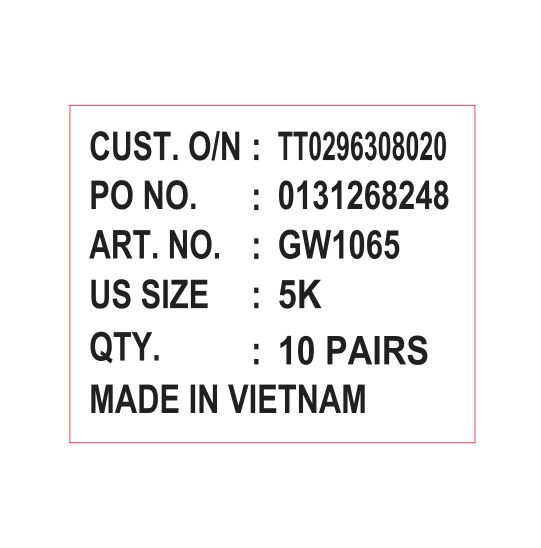 CUST. O/N : TT0296308020
PO NO. : 0131268248
ART. NO. : GW1065
US SIZE : 5K
QTY. : 10 PAIRS
MADE IN VIETNAM